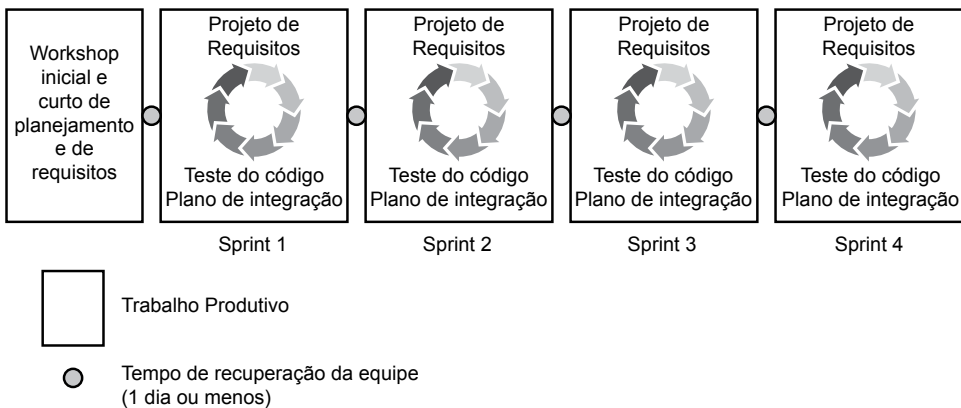 Workshop
inicial e
curto de
planejamento
e de
requisitos
Projeto de
Requisitos
Teste do código
Plano de integração
Sprint 1
Projeto de
Requisitos
Teste do código
Plano de integração
Sprint 2
Projeto de
Requisitos
Teste do código
Plano de integração
Sprint 3
Projeto de
Requisitos
Teste do código
Plano de integração
Sprint 4
Trabalho Produtivo
Tempo de recuperação da equipe
(1 dia ou menos)